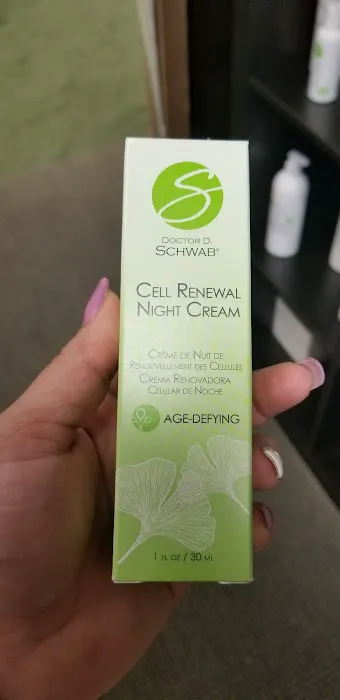 S
DOCTOR D.
SCHWAB®
CELL RENEWAL
NIGHT CREAM
CRÈME DE NUIT DE
RENOUVELLEMENT DES CELLULES
CREMA RENOVADORA
CELULAR DE NOCHE
AGE-DEFYING
1 FL OZ / 30 ML